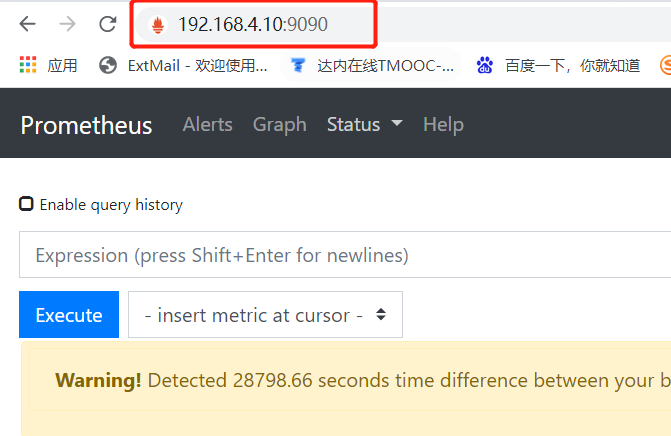 192.168.4.10:9090
应用 ExtMail - 欢迎使用... 达内在线TMOOC-... 百度一下，你就知道
Prometheus Alerts Graph Status Help
Enable query history
Expression (press Shift+Enter for newlines)
Execute - insert metric at cursor -
Warning! Detected 28798.66 seconds time difference between your b